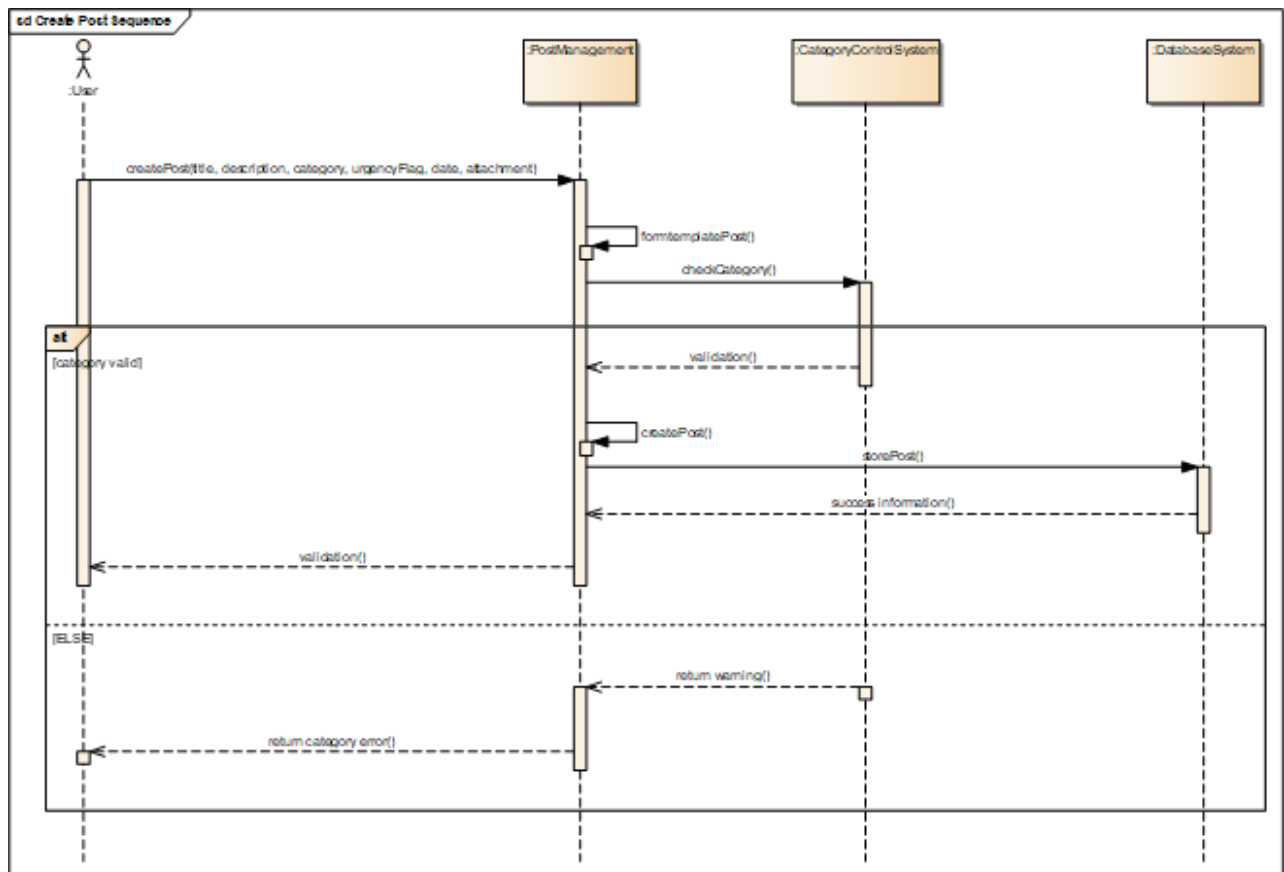 sd Create Post Sequence
:User
:PostManagement
:CategoryControlSystem
:DatabaseSystem
createPost(title, description, category, urgencyFlag, date, attachment)
formtemplatePost()
checkCategory()
alt
[category valid]
validation()
createPost()
storePost()
success information()
validation()
[ELSE]
return warning()
return category error()